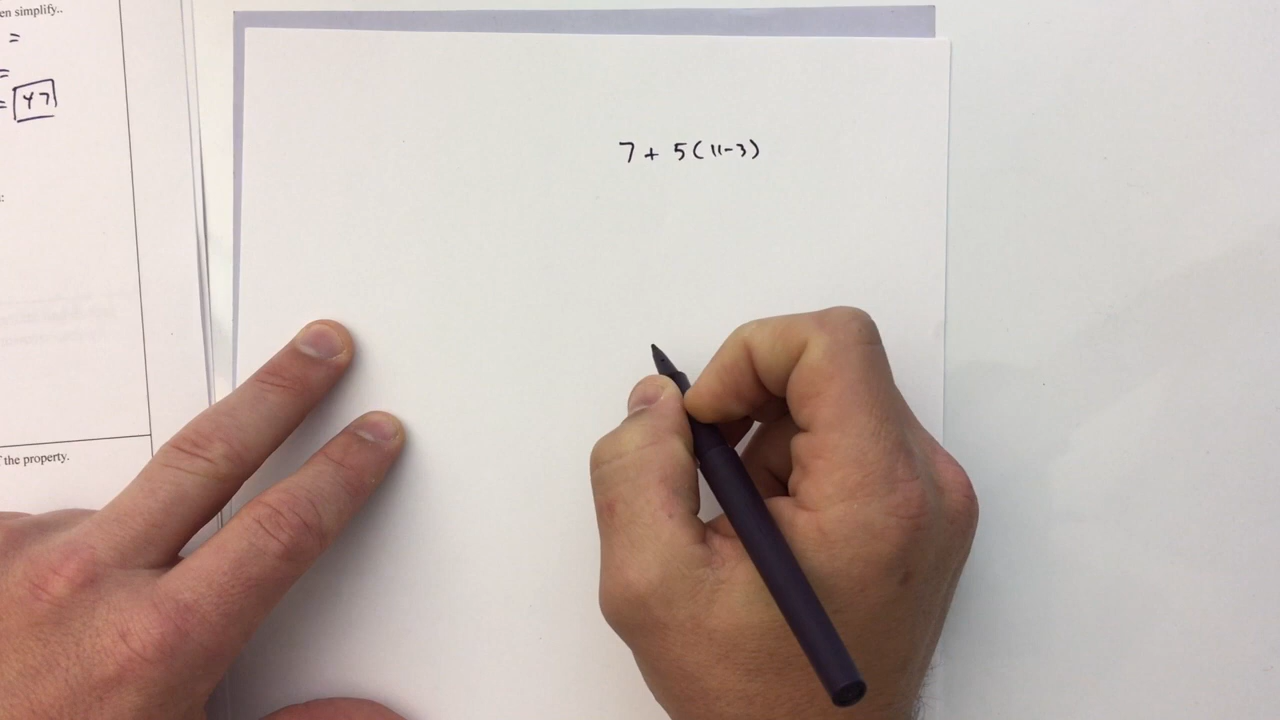 en simplify..
=
=
= 47
:
the property.
7 + 5(11-3)